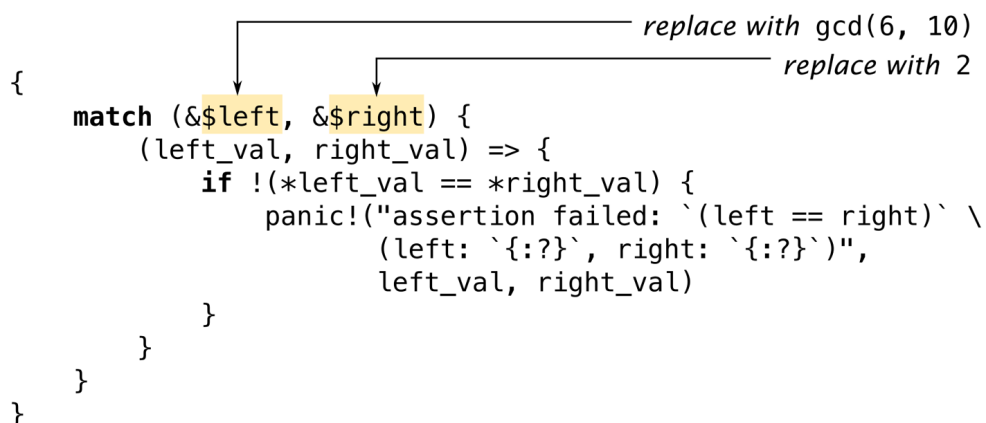 replace with gcd(6, 10)
replace with 2
{
    match (&$left, &$right) {
        (left_val, right_val) => {
            if !(*left_val == *right_val) {
                panic!("assertion failed: `(left == right)` \
                       (left: `{:?}`, right: `{:?}`)",
                       left_val, right_val)
            }
        }
    }
}